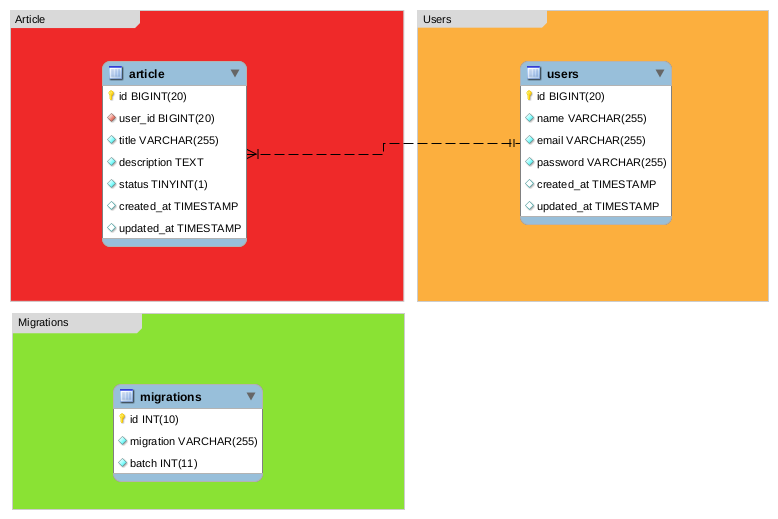 Article
article
id BIGINT(20)
user_id BIGINT(20)
title VARCHAR(255)
description TEXT
status TINYINT(1)
created_at TIMESTAMP
updated_at TIMESTAMP
Users
users
id BIGINT(20)
name VARCHAR(255)
email VARCHAR(255)
password VARCHAR(255)
created_at TIMESTAMP
updated_at TIMESTAMP
Migrations
migrations
id INT(10)
migration VARCHAR(255)
batch INT(11)